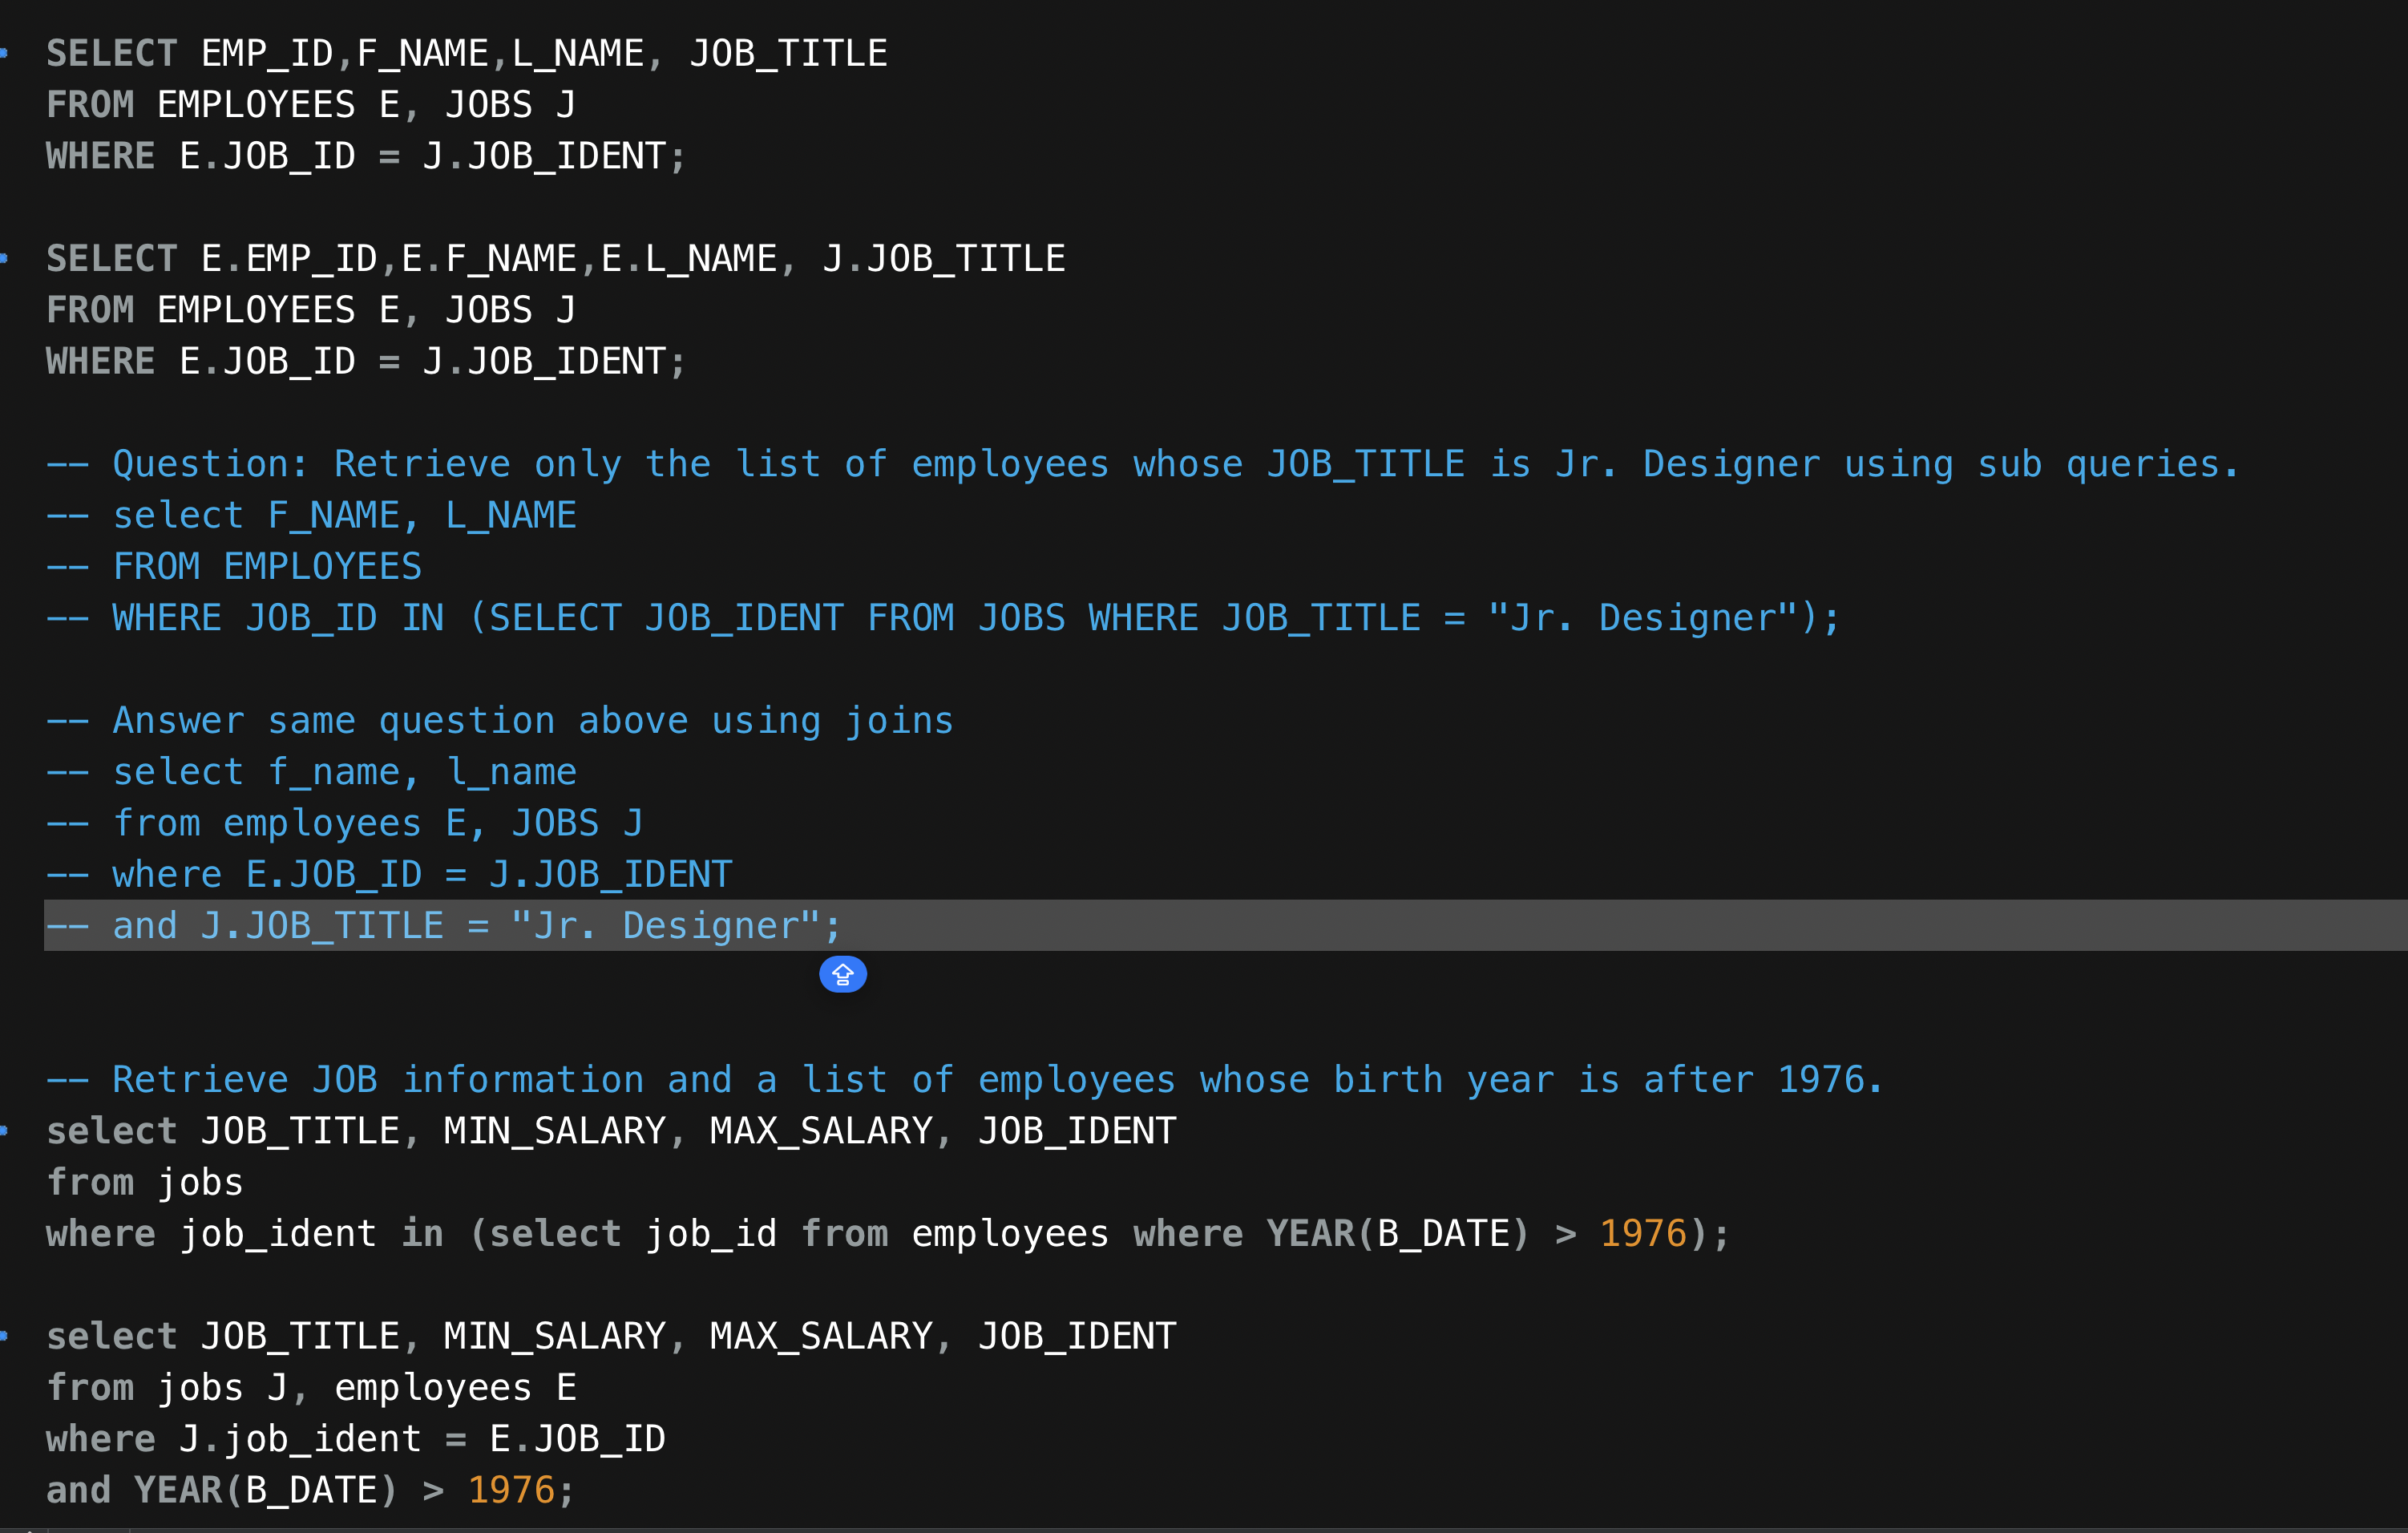 SELECT EMP_ID,F_NAME,L_NAME, JOB_TITLE
FROM EMPLOYEES E, JOBS J
WHERE E.JOB_ID = J.JOB_IDENT;
SELECT E.EMP_ID,E.F_NAME,E.L_NAME, J.JOB_TITLE
FROM EMPLOYEES E, JOBS J
WHERE E.JOB_ID = J.JOB_IDENT;
-- Question: Retrieve only the list of employees whose JOB_TITLE is Jr. Designer using sub queries.
-- select F_NAME, L_NAME
-- FROM EMPLOYEES
-- WHERE JOB_ID IN (SELECT JOB_IDENT FROM JOBS WHERE JOB_TITLE = "Jr. Designer");
-- Answer same question above using joins
-- select f_name, l_name
-- from employees E, JOBS J
-- where E.JOB_ID = J.JOB_IDENT
-- and J.JOB_TITLE = "Jr. Designer";
-- Retrieve JOB information and a list of employees whose birth year is after 1976.
select JOB_TITLE, MIN_SALARY, MAX_SALARY, JOB_IDENT
from jobs
where job_ident in (select job_id from employees where YEAR(B_DATE) > 1976);
select JOB_TITLE, MIN_SALARY, MAX_SALARY, JOB_IDENT
from jobs J, employees E
where J.job_ident = E.JOB_ID
and YEAR(B_DATE) > 1976;